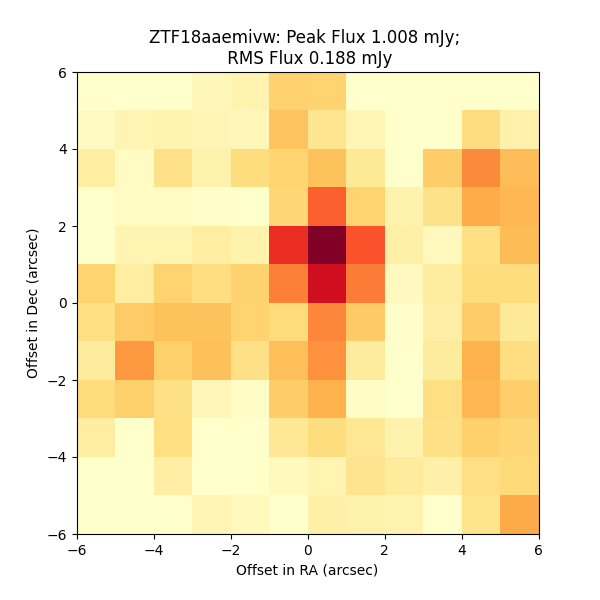 ZTF18aaemivw: Peak Flux 1.008 mJy;
RMS Flux 0.188 mJy
6
4
2
0
−2
−4
−6
Offset in Dec (arcsec)
−6 −4 −2 0 2 4 6
Offset in RA (arcsec)